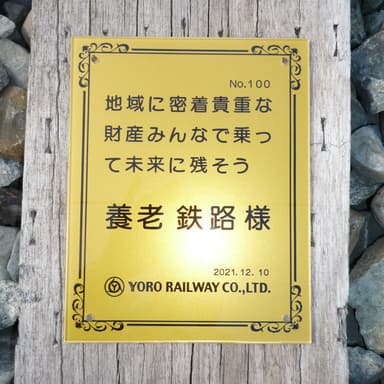 No.100
地域に密着貴重な
財産みんなで乗っ
て未来に残そう
養老 鉄路 様
2021.12.10
YORO RAILWAY CO.,LTD.